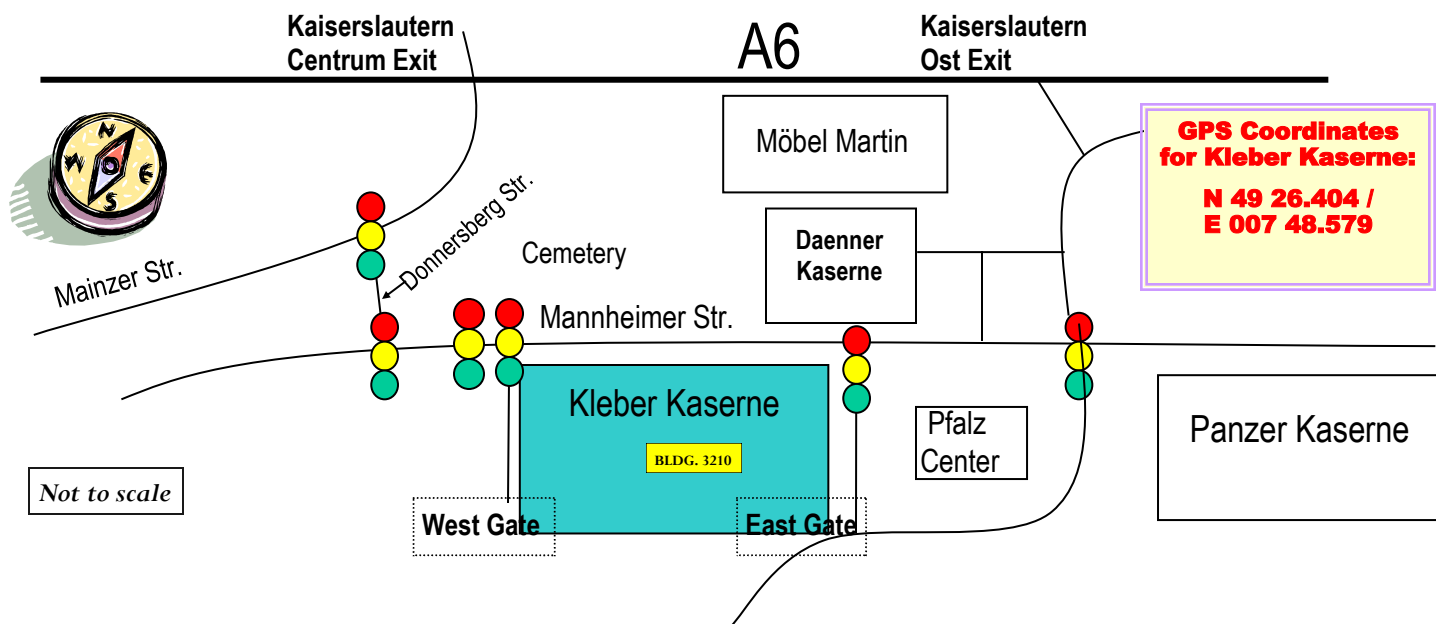 Kaiserslautern
Centrum Exit
A6
Kaiserslautern
Ost Exit
N
W
E
S
Möbel Martin
GPS Coordinates
for Kleber Kaserne:
N 49 26.404 /
E 007 48.579
Mainzer Str.
Donnersberg Str.
Cemetery
Daenner
Kaserne
Mannheimer Str.
Kleber Kaserne
BLDG. 3210
Pfalz
Center
Panzer Kaserne
Not to scale
West Gate
East Gate